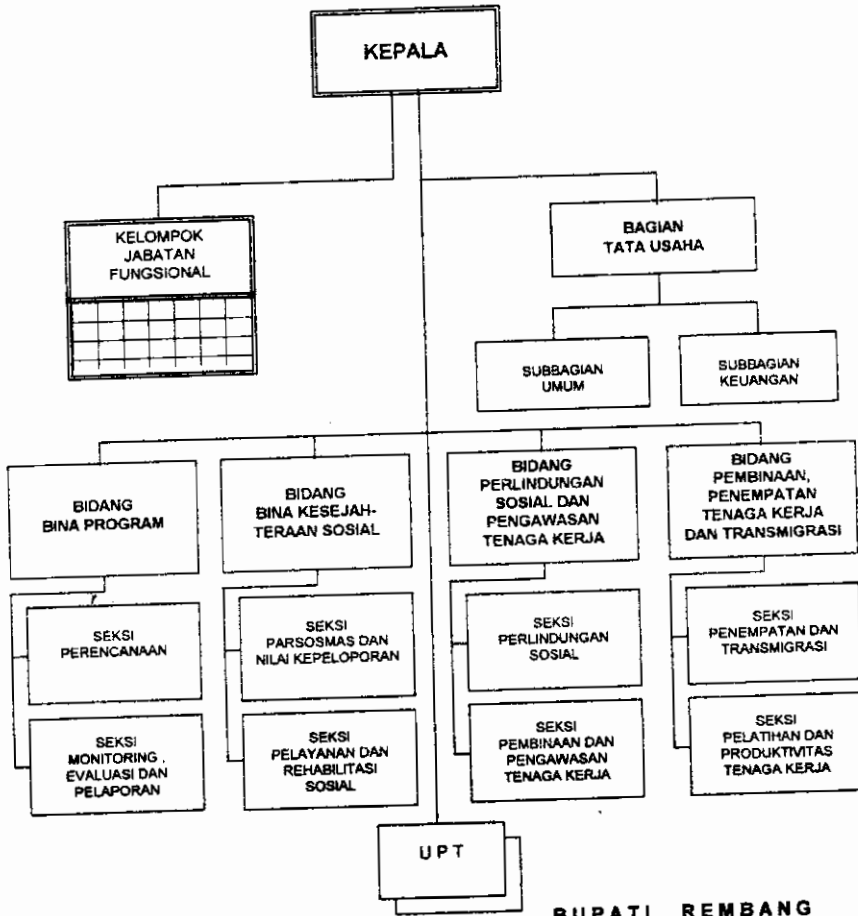 KEPALA
KELOMPOK
JABATAN
FUNGSIONAL
BAGIAN
TATA USAHA
SUBBAGIAN
UMUM
SUBBAGIAN
KEUANGAN
BIDANG
BINA PROGRAM
BIDANG
BINA KESEJAH-
TERAAN SOSIAL
BIDANG
PERLINDUNGAN
SOSIAL DAN
PENGAWASAN
TENAGA KERJA
BIDANG
PEMBINAAN,
PENEMPATAN
TENAGA KERJA
DAN TRANSMIGRASI
SEKSI
PERENCANAAN
SEKSI
PARSOSMAS DAN
NILAI KEPELOPORAN
SEKSI
PERLINDUNGAN
SOSIAL
SEKSI
PENEMPATAN DAN
TRANSMIGRASI
SEKSI
MONITORING,
EVALUASI DAN
PELAPORAN
SEKSI
PELAYANAN DAN
REHABILITASI
SOSIAL
SEKSI
PEMBINAAN DAN
PENGAWASAN
TENAGA KERJA
SEKSI
PELATIHAN DAN
PRODUKTIVITAS
TENAGA KERJA
UPT
BUPATI REMBANG